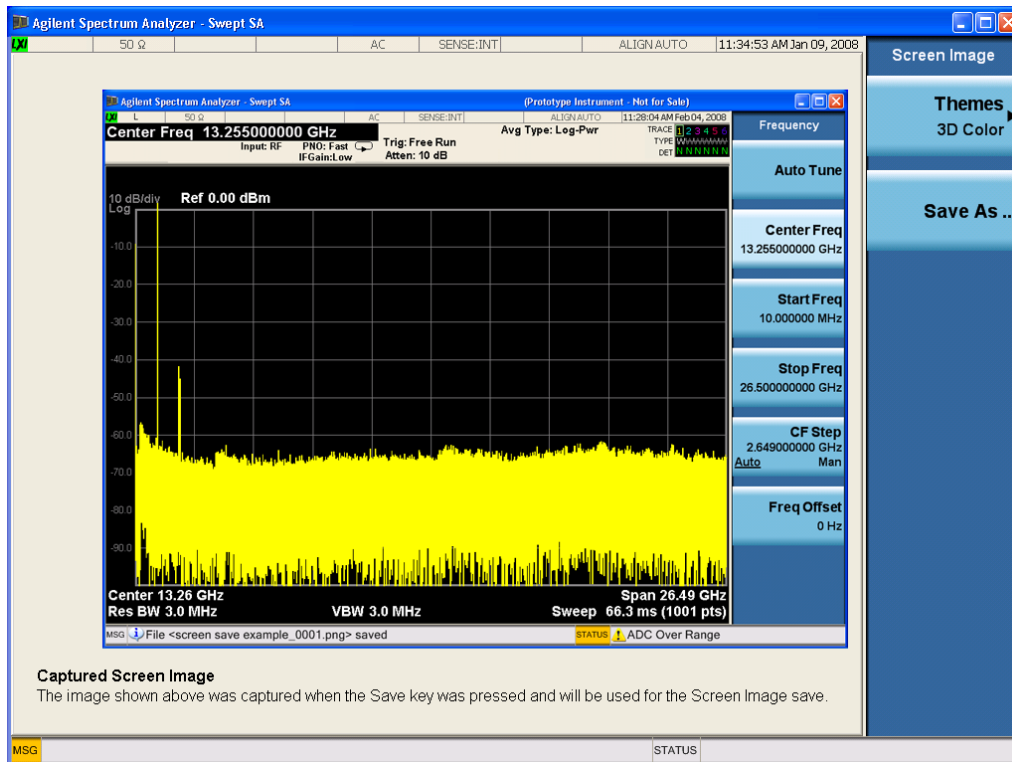 Agilent Spectrum Analyzer - Swept SA
LXI 50 Ω AC SENSE:INT ALIGN AUTO 11:34:53 AM Jan 09, 2008
Screen Image
Themes
3D Color
Save As ..
Agilent Spectrum Analyzer - Swept SA (Prototype Instrument - Not for Sale)
LXI L 50 Ω AC SENSE:INT ALIGN AUTO 11:28:04 AM Feb 04, 2008
Center Freq 13.255000000 GHz
Input: RF
PNO: Fast
IFGain:Low
Trig: Free Run
Atten: 10 dB
Avg Type: Log-Pwr
TRACE 1 2 3 4 5 6
TYPE W
DET N N N N N N
Frequency
Auto Tune
Center Freq
13.255000000 GHz
Start Freq
10.000000 MHz
Stop Freq
26.500000000 GHz
CF Step
2.649000000 GHz
Auto Man
Freq Offset
0 Hz
10 dB/div Ref 0.00 dBm
Log
-10.0
-20.0
-30.0
-40.0
-50.0
-60.0
-70.0
-80.0
-90.0
Center 13.26 GHz Span 26.49 GHz
Res BW 3.0 MHz VBW 3.0 MHz Sweep 66.3 ms (1001 pts)
MSG File <screen save example_0001.png> saved STATUS ADC Over Range
Captured Screen Image
The image shown above was captured when the Save key was pressed and will be used for the Screen Image save.
MSG STATUS